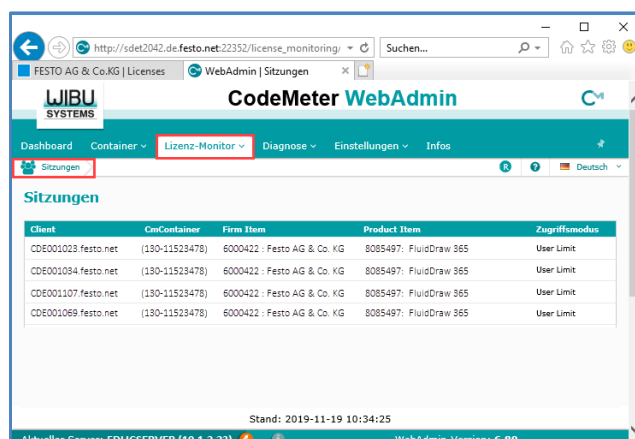 http://sdet2042.de.festo.net:22352/license_monitoring/
Suchen...
FESTO AG & Co.KG | Licenses
WebAdmin | Sitzungen
WIBU
SYSTEMS
CodeMeter WebAdmin
Dashboard Container Lizenz-Monitor Diagnose Einstellungen Infos
Sitzungen
R ? Deutsch
Sitzungen
Client CmContainer Firm Item Product Item Zugriffsmodus
CDE001023.festo.net (130-11523478) 6000422 : Festo AG & Co. KG 8085497: FluidDraw 365 User Limit
CDE001034.festo.net (130-11523478) 6000422 : Festo AG & Co. KG 8085497: FluidDraw 365 User Limit
CDE001107.festo.net (130-11523478) 6000422 : Festo AG & Co. KG 8085497: FluidDraw 365 User Limit
CDE001069.festo.net (130-11523478) 6000422 : Festo AG & Co. KG 8085497: FluidDraw 365 User Limit
Stand: 2019-11-19 10:34:25
Aktueller Server: WebAdmin-Version: